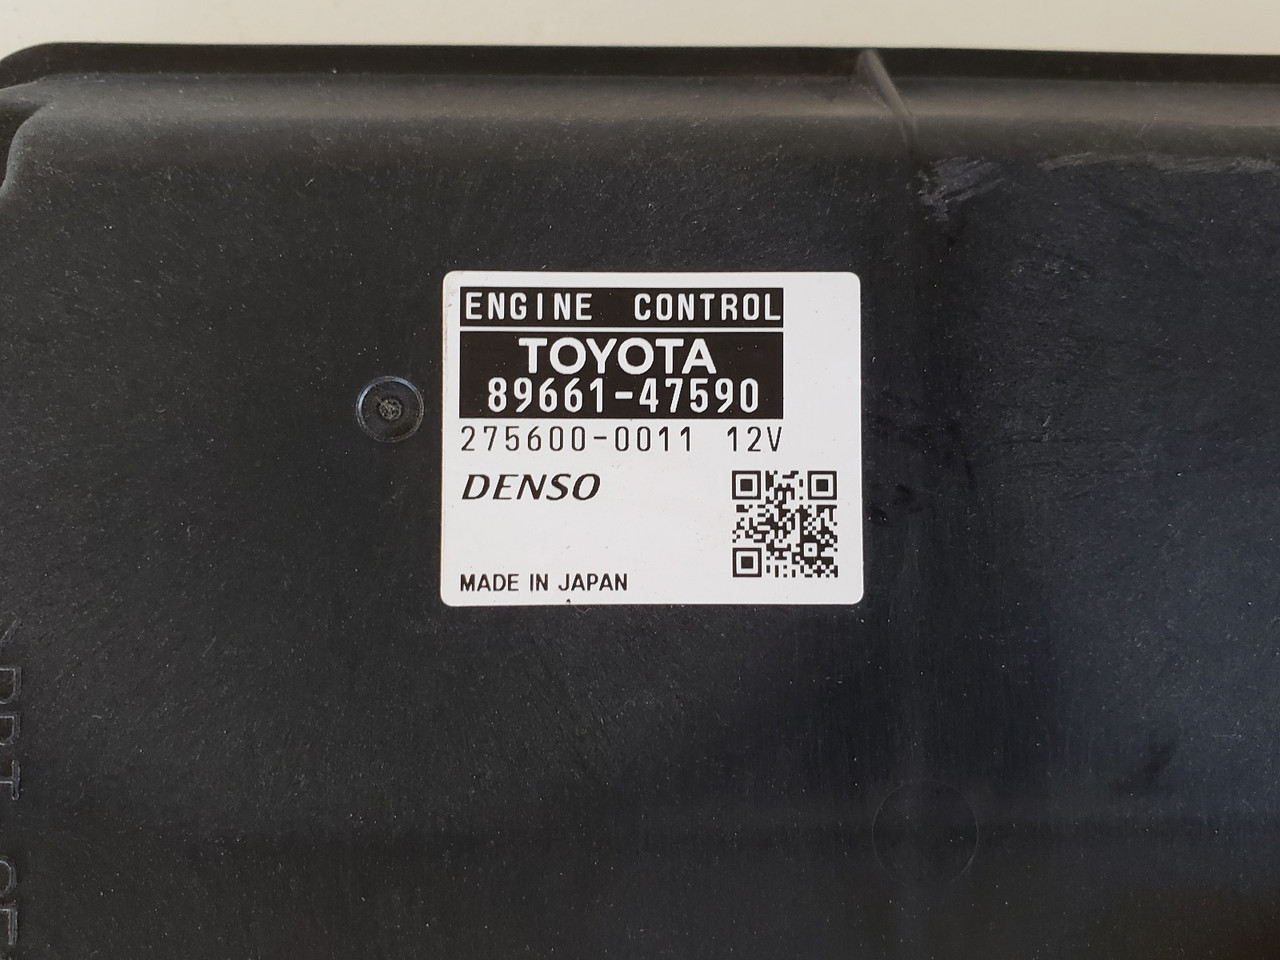 ENGINE CONTROL
TOYOTA
89661-47590
275600-0011 12V
DENSO
MADE IN JAPAN